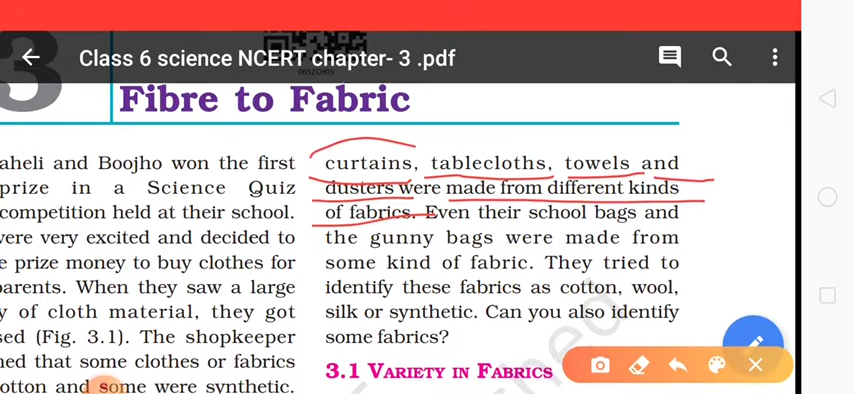 Class 6 science NCERT chapter- 3 .pdf
0652CH03
3
Fibre to Fabric
aheli and Boojho won the first
prize in a Science Quiz
competition held at their school.
ere very excited and decided to
e prize money to buy clothes for
parents. When they saw a large
y of cloth material, they got
sed (Fig. 3.1). The shopkeeper
ned that some clothes or fabrics
otton and some were synthetic.
curtains, tablecloths, towels and
dusters were made from different kinds
of fabrics. Even their school bags and
the gunny bags were made from
some kind of fabric. They tried to
identify these fabrics as cotton, wool,
silk or synthetic. Can you also identify
some fabrics?
3.1 VARIETY IN FABRICS